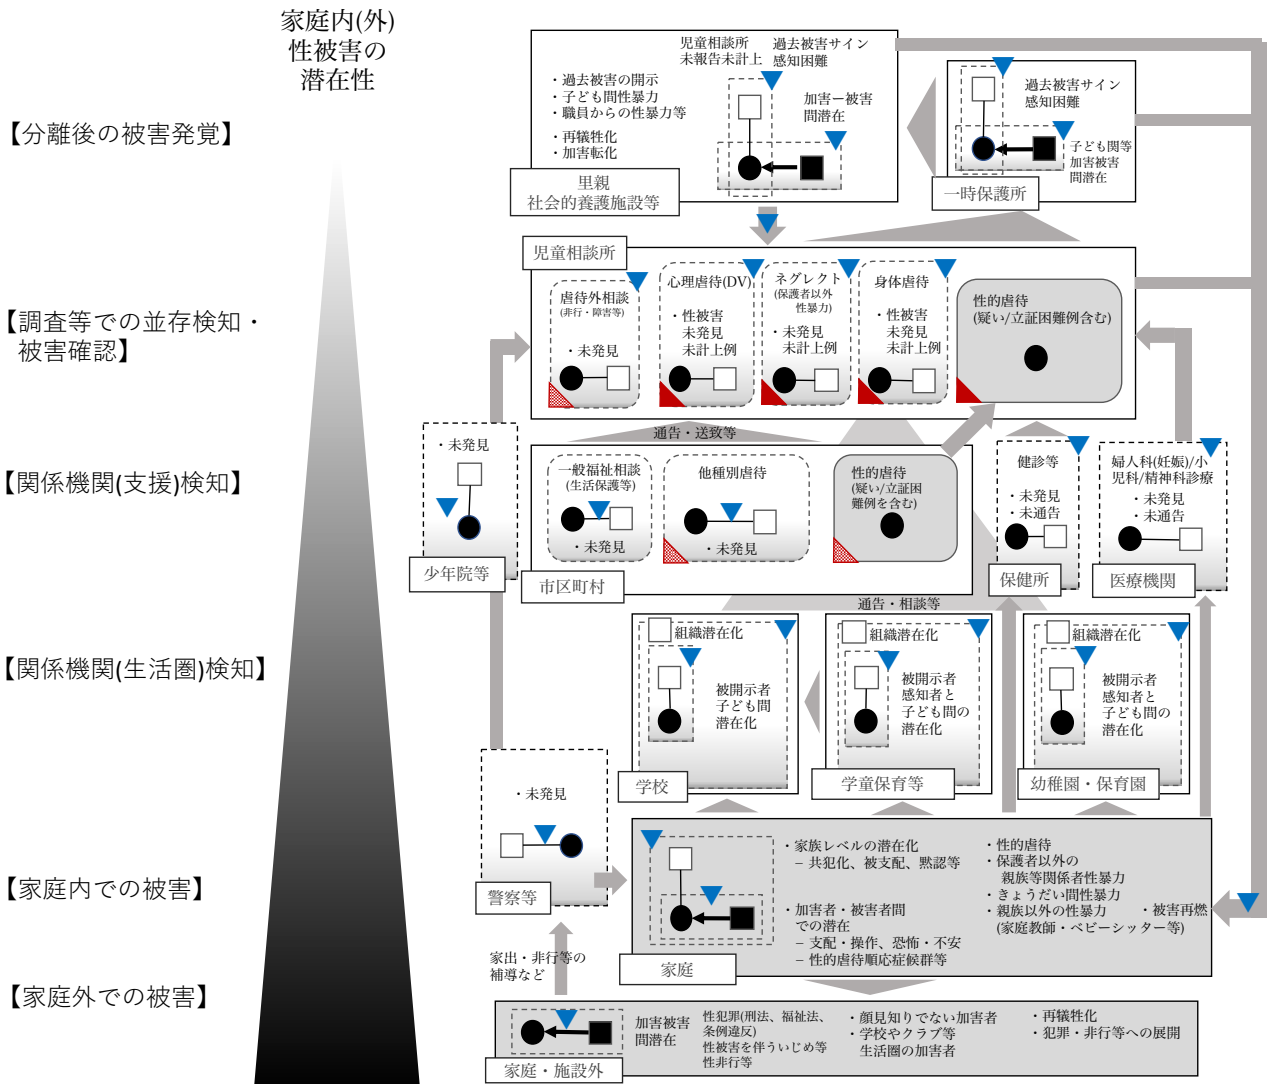 家庭内(外)
性被害の
潜在性
【分離後の被害発覚】
【調査等での並存検知・
被害確認】
【関係機関(支援)検知】
【関係機関(生活圏)検知】
【家庭内での被害】
【家庭外での被害】
児童相談所
未報告未計上
過去被害サイン
感知困難
・過去被害の開示
・子ども間性暴力
・職員からの性暴力等
・再犠牲化
・加害転化
加害ー被害
間潜在
里親
社会的養護施設等
過去被害サイン
感知困難
子ども間等
加害被害
間潜在
一時保護所
児童相談所
虐待外相談
(非行・障害等)
・未発見
心理虐待(DV)
・性被害
未発見
未計上例
ネグレクト
(保護者以外
性暴力)
・未発見
未計上例
身体虐待
・性被害
未発見
未計上例
性的虐待
(疑い/立証困難例含む)
通告・送致等
・未発見
少年院等
一般福祉相談
(生活保護等)
・未発見
他種別虐待
・未発見
性的虐待
(疑い/立証困
難例を含む)
市区町村
健診等
・未発見
・未通告
保健所
婦人科(妊娠)/小
児科/精神科診療
・未発見
・未通告
医療機関
通告・相談等
組織潜在化
被開示者
子ども間
潜在化
学校
組織潜在化
被開示者
感知者と
子ども間の
潜在化
学童保育等
組織潜在化
被開示者
感知者と
子ども間の
潜在化
幼稚園・保育園
・未発見
警察等
・家族レベルの潜在化
– 共犯化、被支配、黙認等
・加害者・被害者間
での潜在
– 支配・操作、恐怖・不安
– 性的虐待順応症候群等
・性的虐待
・保護者以外の
親族等関係者性暴力
・きょうだい間性暴力
・親族以外の性暴力
(家庭教師・ベビーシッター等)
・被害再燃
家庭
家出・非行等の
補導など
加害被害
間潜在
性犯罪(刑法、福祉法、
条例違反)
性被害を伴ういじめ等
性非行等
・顔見知りでない加害者
・学校やクラブ等
生活圏の加害者
・再犠牲化
・犯罪・非行等への展開
家庭・施設外